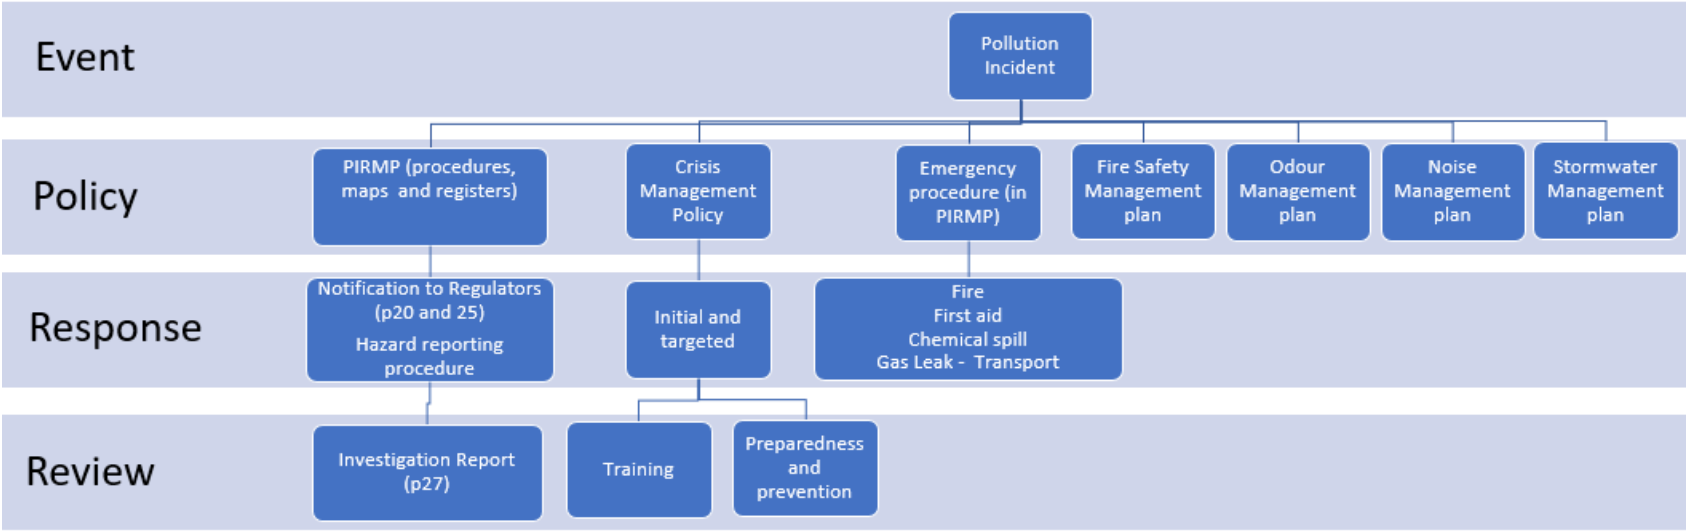 Event
Pollution
Incident
Policy
PIRMP (procedures,
maps and registers)
Crisis
Management
Policy
Emergency
procedure (in
PIRMP)
Fire Safety
Management
plan
Odour
Management
plan
Noise
Management
plan
Stormwater
Management
plan
Response
Notification to Regulators
(p20 and 25)
Hazard reporting
procedure
Initial and
targeted
Fire
First aid
Chemical spill
Gas Leak - Transport
Review
Investigation Report
(p27)
Training
Preparedness
and
prevention